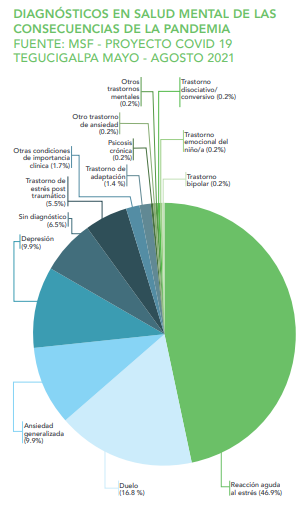 DIAGNÓSTICOS EN SALUD MENTAL DE LAS
CONSECUENCIAS DE LA PANDEMIA
FUENTE: MSF - PROYECTO COVID 19
TEGUCIGALPA MAYO - AGOSTO 2021
Otros
trastornos
mentales
(0.2%)
Trastorno
disociativo/
conversivo (0.2%)
Otro trastorno
de ansiedad
(0.2%)
Psicosis
crónica
(0.2%)
Trastorno
emocional del
niño/a (0.2%)
Otras condiciones
de importancia
clínica (1.7%)
Trastorno de
adaptación
(1.4 %)
Trastorno
bipolar (0.2%)
Trastorno de
estrés post
traumático
(5.5%)
Sin diagnóstico
(6.5%)
Depresión
(9.9%)
Ansiedad
generalizada
(9.9%)
Duelo
(16.8 %)
Reacción aguda
al estrés (46.9%)